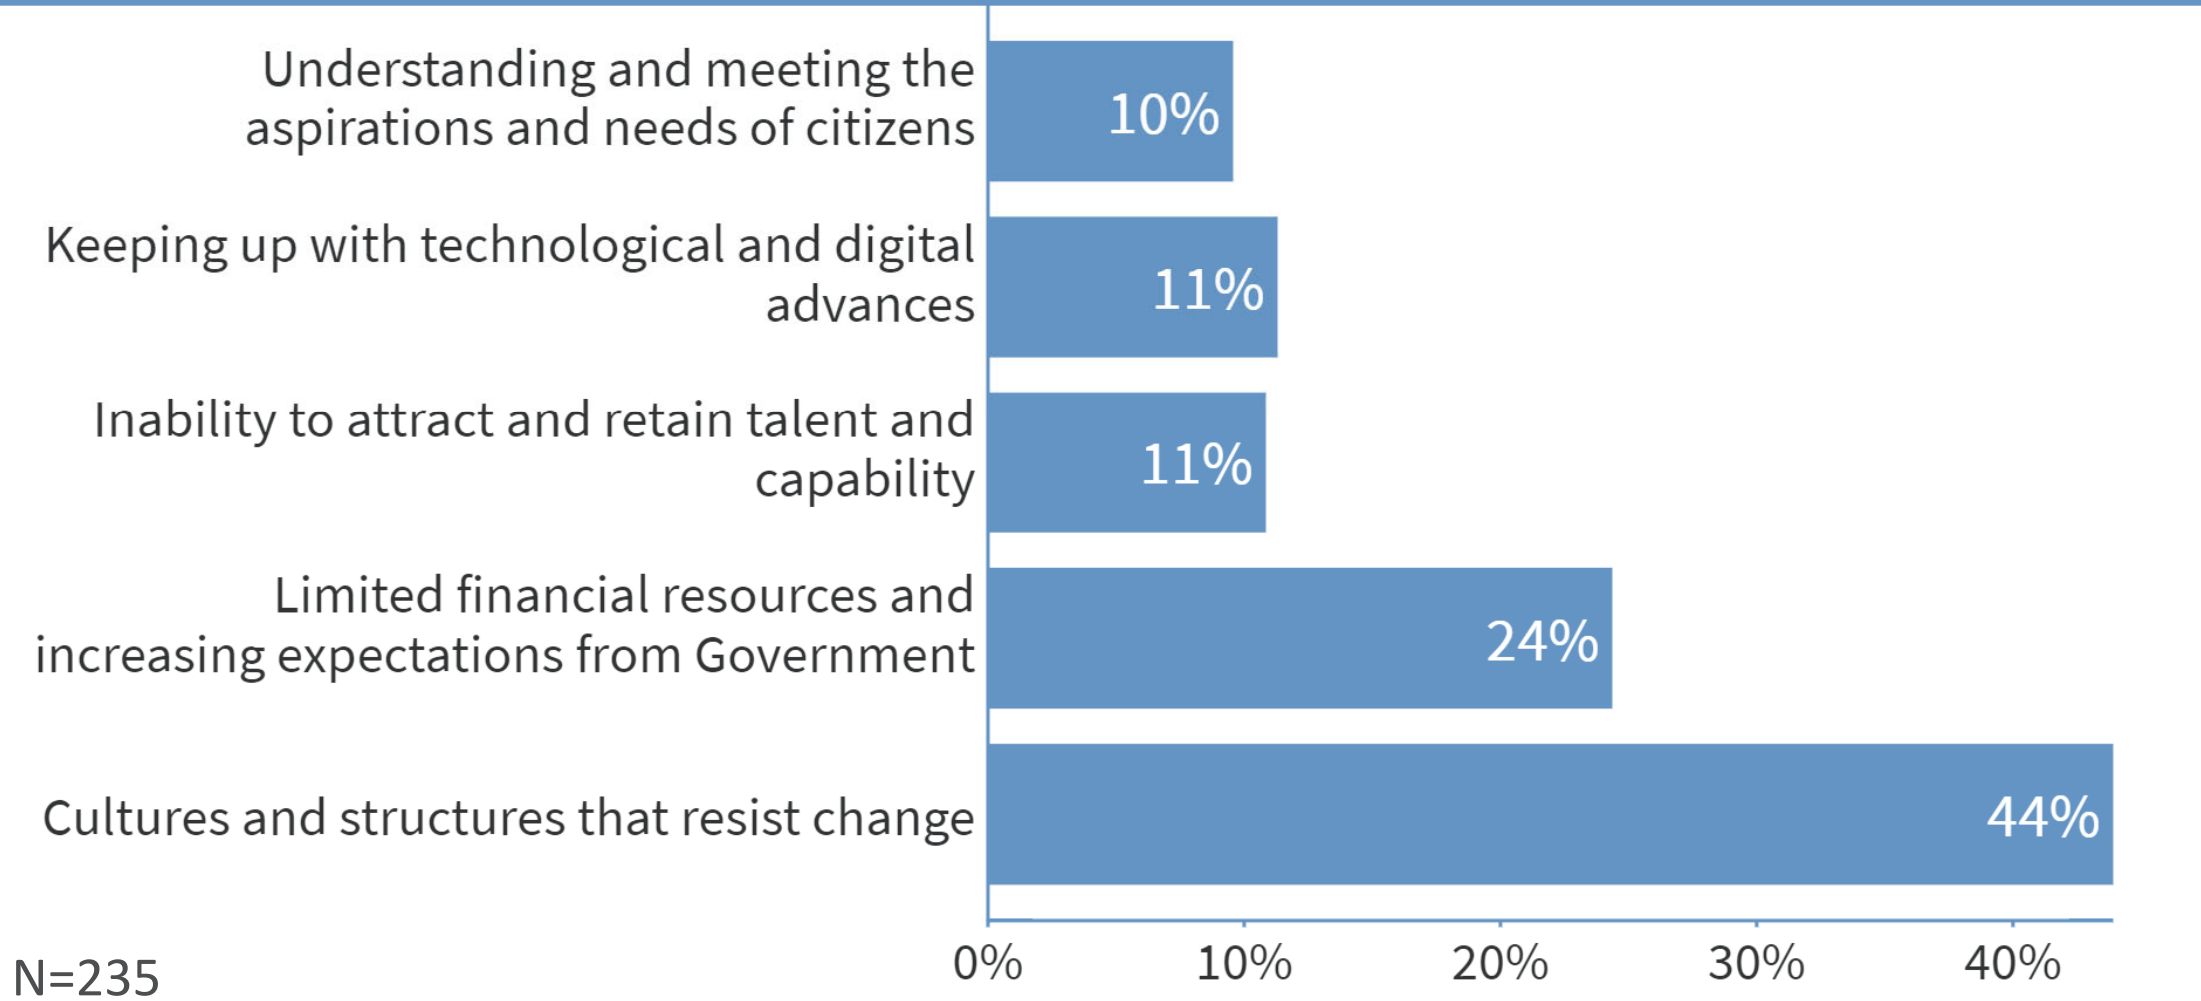 Understanding and meeting the
aspirations and needs of citizens
10%
Keeping up with technological and digital
advances
11%
Inability to attract and retain talent and
capability
11%
Limited financial resources and
increasing expectations from Government
24%
Cultures and structures that resist change
44%
0% 10% 20% 30% 40%
N=235